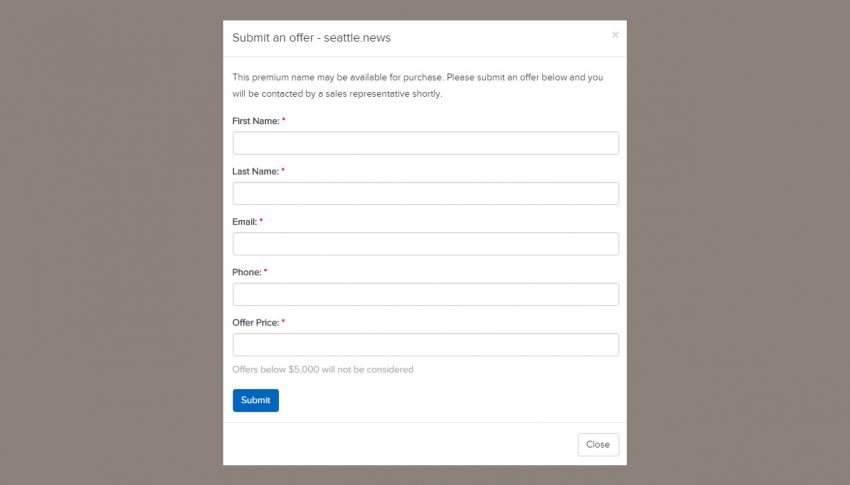 Submit an offer - seattle.news
×
This premium name may be available for purchase. Please submit an offer below and you
will be contacted by a sales representative shortly.
First Name: *
Last Name: *
Email: *
Phone: *
Offer Price: *
Offers below $5,000 will not be considered
Submit
Close